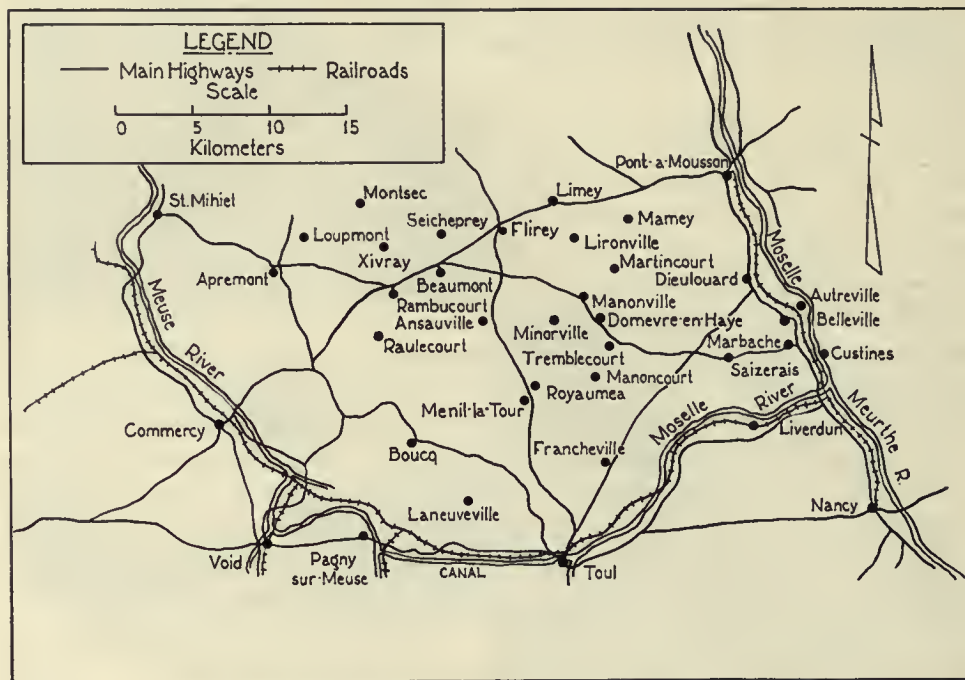 LEGEND
Main Highways
Railroads
Scale
0 5 10 15
Kilometers
Pont-a-Mousson
St. Mihiel
Montsec
Limey
Mamey
Loupmont
Seicheprey
Flirey
Lironville
Xivray
Martincourt
Moselle
Apremont
Beaumont
Dieulouard
Rambucourt
Manonville
Autreville
Meuse
River
Ansauville
Minorville
Domevre-en-Haye
Belleville
Raulecourt
Tremblecourt
Marbache
Saizerais
Custines
Manoncourt
Royaumea
Menil-la-Tour
Moselle
River
Meurthe
R.
Commercy
Boucq
Francheville
Liverdun
Laneuveville
Nancy
Void
Pagny
sur-Meuse
CANAL
Toul